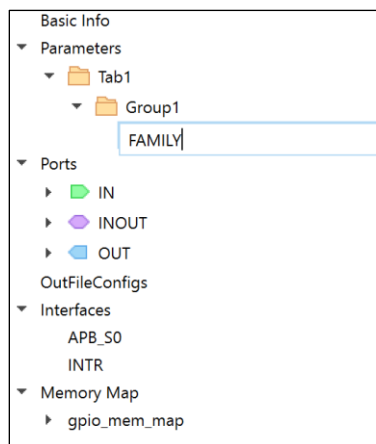 Basic Info
Parameters
Tab1
Group1
FAMILY
Ports
IN
INOUT
OUT
OutFileConfigs
Interfaces
APB_S0
INTR
Memory Map
gpio_mem_map